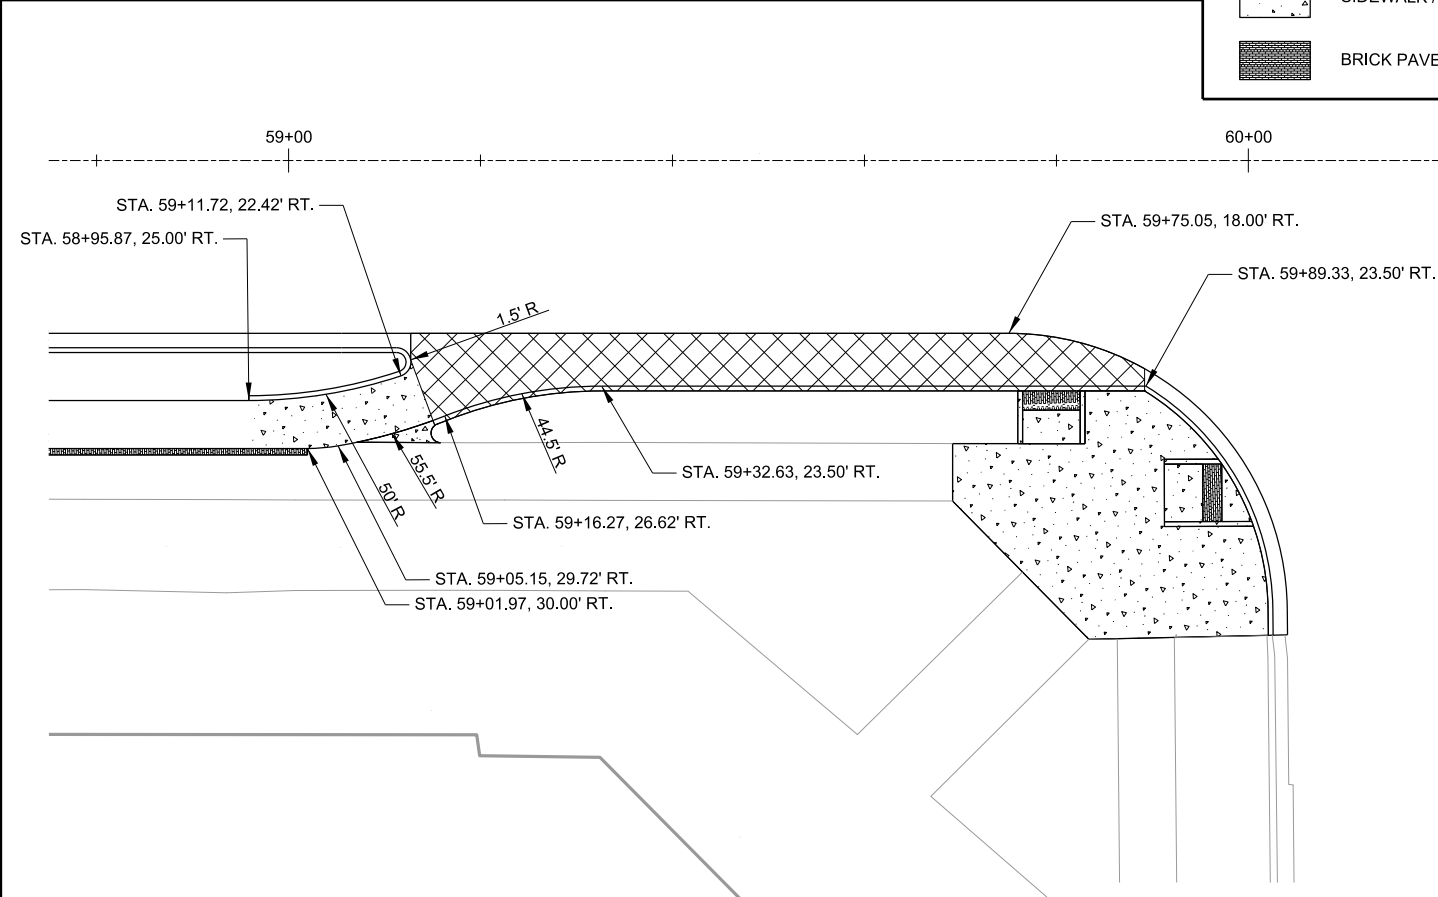 BRICK PAVE
59+00
60+00
STA. 59+11.72, 22.42' RT.
STA. 58+95.87, 25.00' RT.
STA. 59+75.05, 18.00' RT.
STA. 59+89.33, 23.50' RT.
1.5' R
44.5' R
55.5' R
50' R
STA. 59+32.63, 23.50' RT.
STA. 59+16.27, 26.62' RT.
STA. 59+05.15, 29.72' RT.
STA. 59+01.97, 30.00' RT.